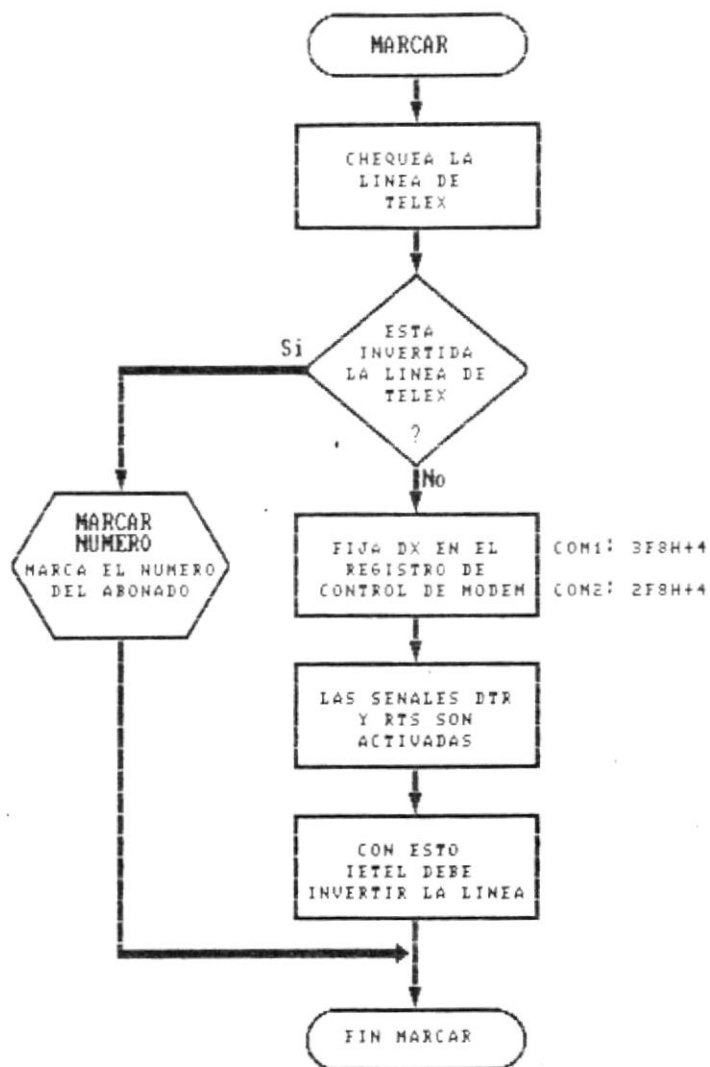 MARCAR
CHEQUEA LA
LINEA DE
TELEX
ESTA
INVERTIDA
LA LINEA DE
TELEX
?
Si
No
MARCAR
NUMERO
MARCA EL NUMERO
DEL ABONADO
FIJA DX EN EL
REGISTRO DE
CONTROL DE MODEM
COM1: 3F8H+4
COM2: 2F8H+4
LAS SENALES DTR
Y RTS SON
ACTIVADAS
CON ESTO
IETEL DEBE
INVERTIR LA LINEA
FIN MARCAR